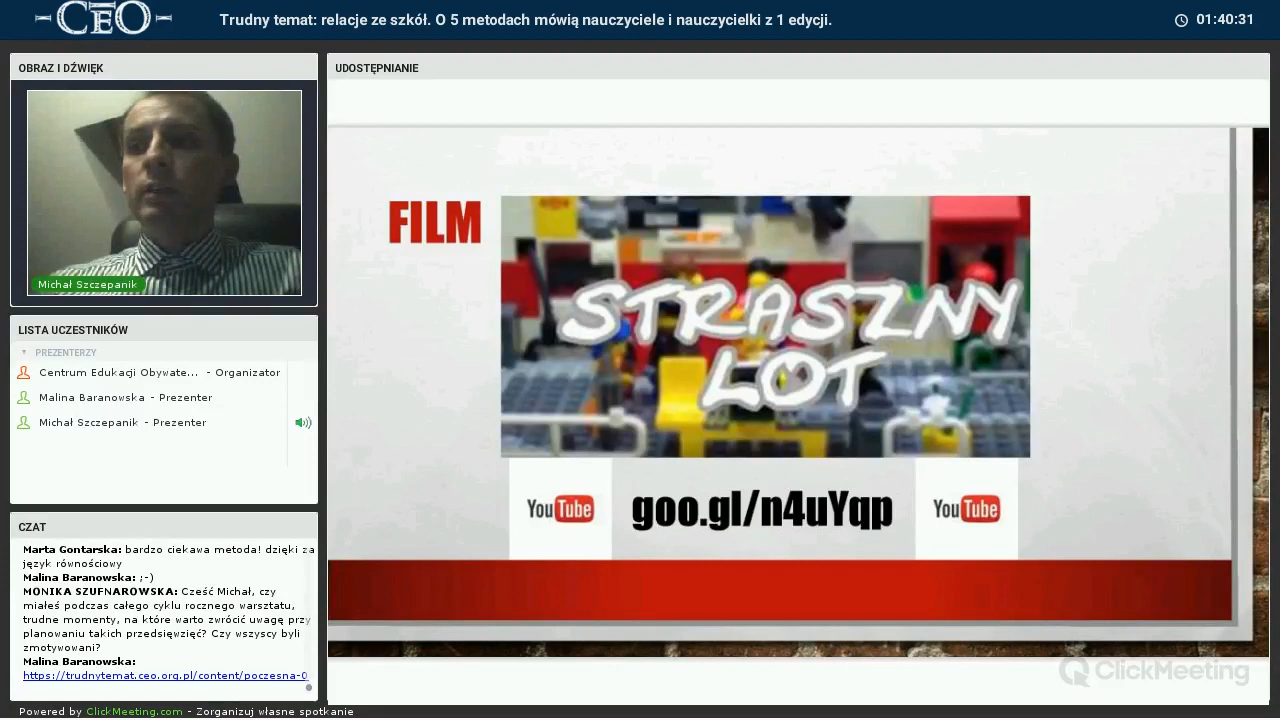 CEO
Trudny temat: relacje ze szkół. O 5 metodach mówią nauczyciele i nauczycielki z 1 edycji.
01:40:31
OBRAZ I DŹWIĘK
Michał Szczepanik
LISTA UCZESTNIKÓW
PREZENTERZY
Centrum Edukacji Obywate... - Organizator
Malina Baranowska - Prezenter
Michał Szczepanik - Prezenter
CZAT
Marta Gontarska: bardzo ciekawa metoda! dzięki za
język równościowy
Malina Baranowska: ;-)
MONIKA SZUFNAROWSKA: Cześć Michał, czy
miałeś podczas całego cyklu rocznego warsztatu,
trudne momenty, na które warto zwrócić uwagę przy
planowaniu takich przedsięwzięć? Czy wszyscy byli
zmotywowani?
Malina Baranowska:
https://trudnytemat.ceo.org.pl/content/poczesna-0
Powered by ClickMeeting.com - Zorganizuj własne spotkanie
UDOSTĘPNIANIE
FILM
STRASZNY
LOT
YouTube
goo.gl/n4uYqp
YouTube
ClickMeeting